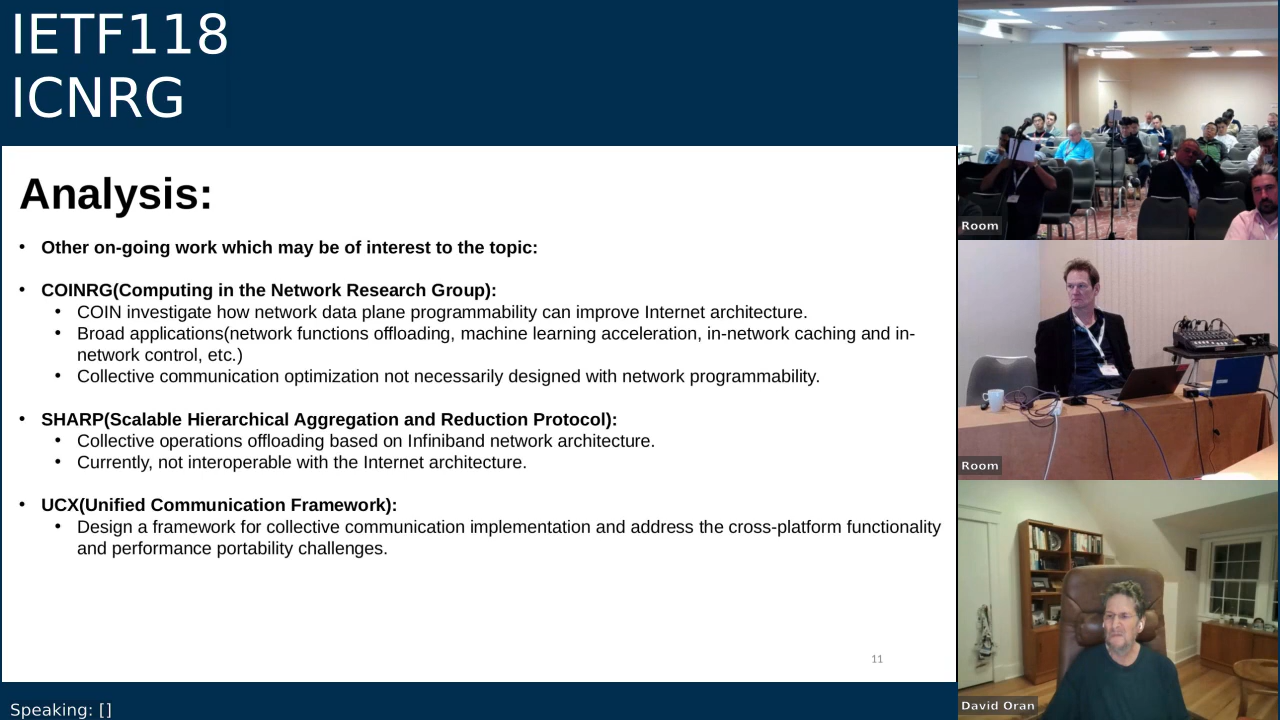 IETF118
ICNRG
Analysis:
• Other on-going work which may be of interest to the topic:
• COINRG(Computing in the Network Research Group):
• COIN investigate how network data plane programmability can improve Internet architecture.
• Broad applications(network functions offloading, machine learning acceleration, in-network caching and in-
network control, etc.)
• Collective communication optimization not necessarily designed with network programmability.
• SHARP(Scalable Hierarchical Aggregation and Reduction Protocol):
• Collective operations offloading based on Infiniband network architecture.
• Currently, not interoperable with the Internet architecture.
• UCX(Unified Communication Framework):
• Design a framework for collective communication implementation and address the cross-platform functionality
and performance portability challenges.
11
Speaking: []
Room
Room
David Oran